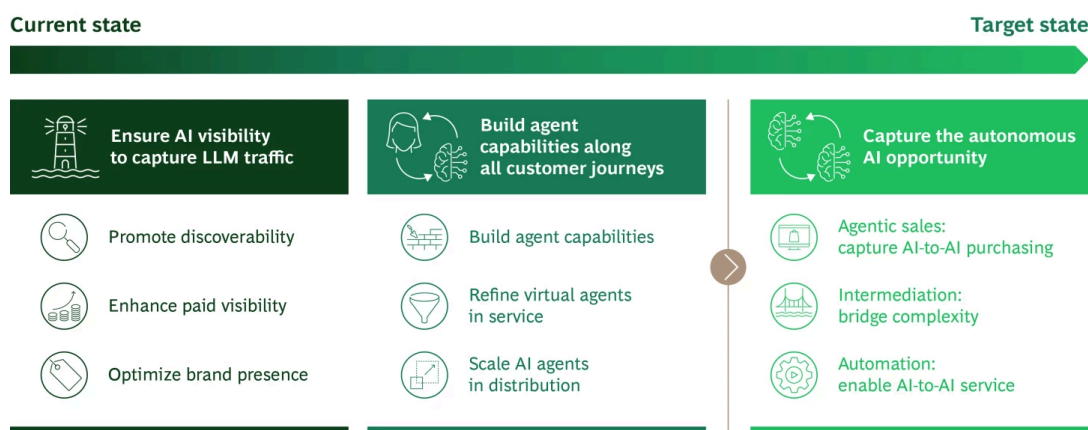 Current state
Target state
Ensure AI visibility
to capture LLM traffic
Promote discoverability
Enhance paid visibility
Optimize brand presence
Build agent
capabilities along
all customer journeys
Build agent capabilities
Refine virtual agents
in service
Scale AI agents
in distribution
Capture the autonomous
AI opportunity
Agentic sales:
capture AI-to-AI purchasing
Intermediation:
bridge complexity
Automation:
enable AI-to-AI service